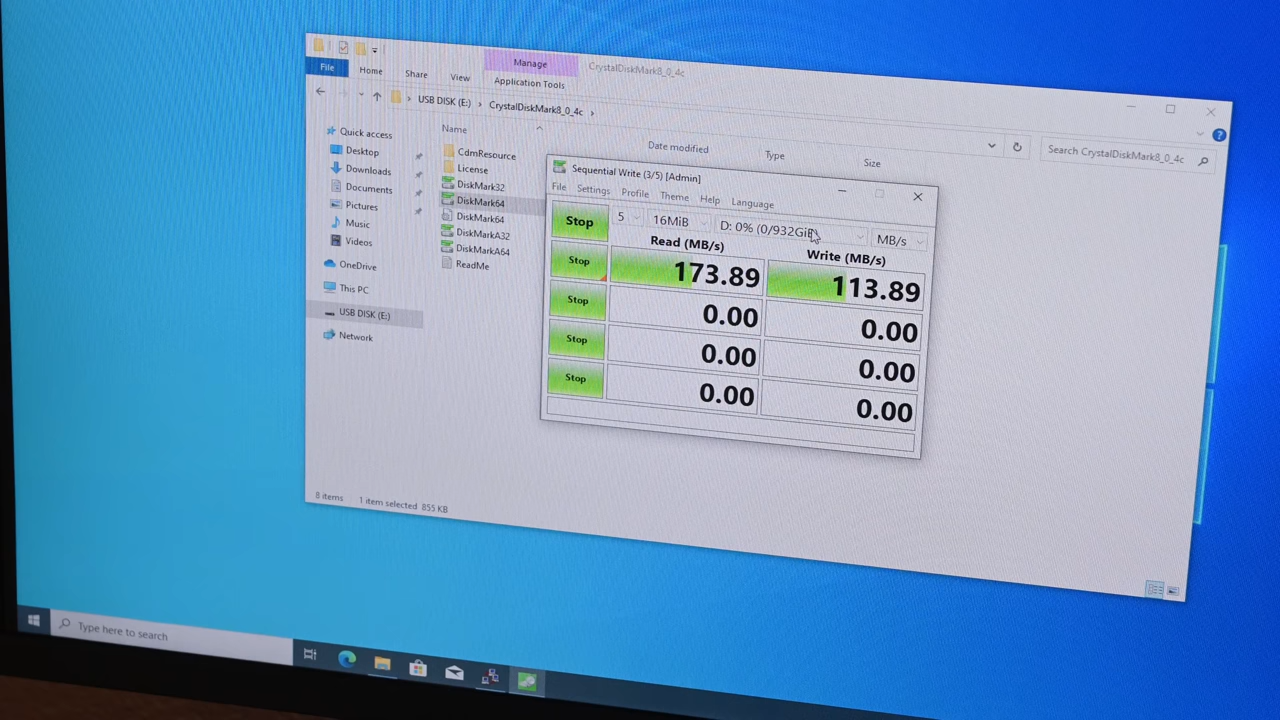 Manage
CrystalDiskMark8_0_4c
File
Home
Share
View
Application Tools
USB DISK (E:) > CrystalDiskMark8_0_4c >
Search CrystalDiskMark8_0_4c
Name
Date modified
Type
Size
Quick access
Desktop
Downloads
Documents
Pictures
Music
Videos
OneDrive
This PC
USB DISK (E:)
Network
CdmResource
License
DiskMark32
DiskMark64
DiskMark64
DiskMarkA32
DiskMarkA64
ReadMe
Sequential Write (3/5) [Admin]
File Settings Profile Theme Help Language
Stop
5
16MiB
D: 0% (0/932GiB)
MB/s
Read (MB/s)
Write (MB/s)
Stop
173.89
113.89
Stop
0.00
0.00
Stop
0.00
0.00
Stop
0.00
0.00
8 items
1 item selected 855 KB
Type here to search